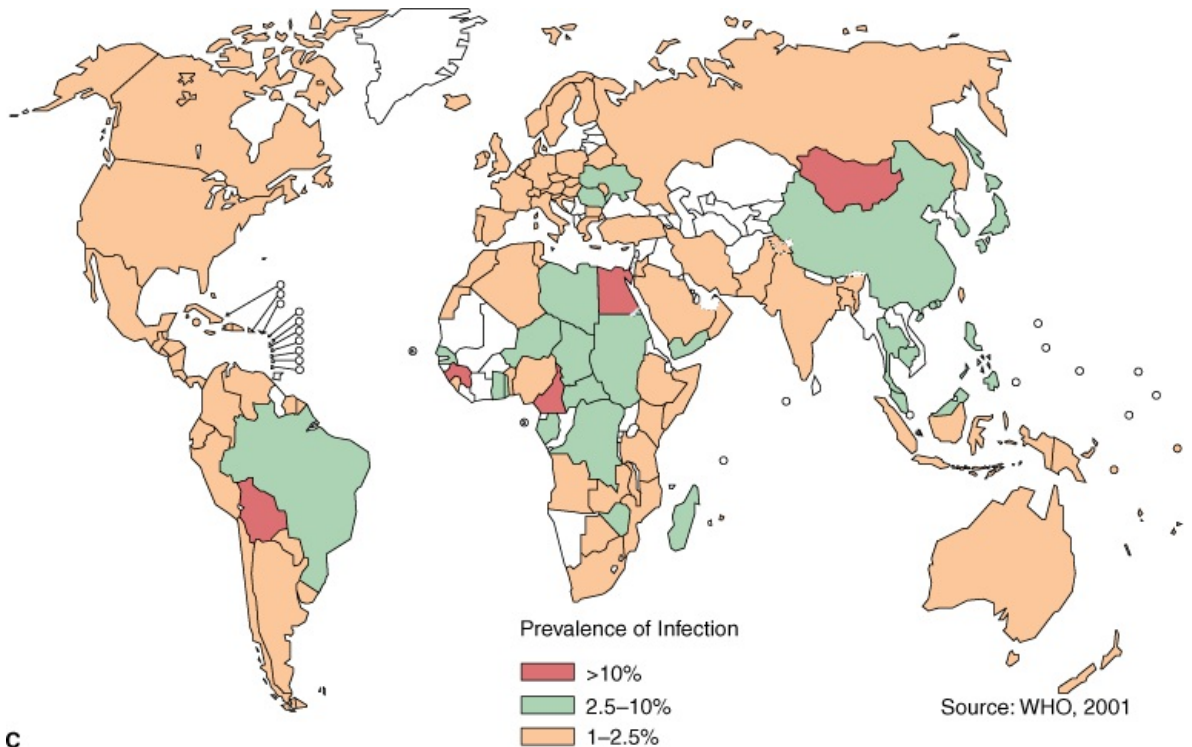 Prevalence of Infection
>10%
2.5–10%
1–2.5%
Source: WHO, 2001
C